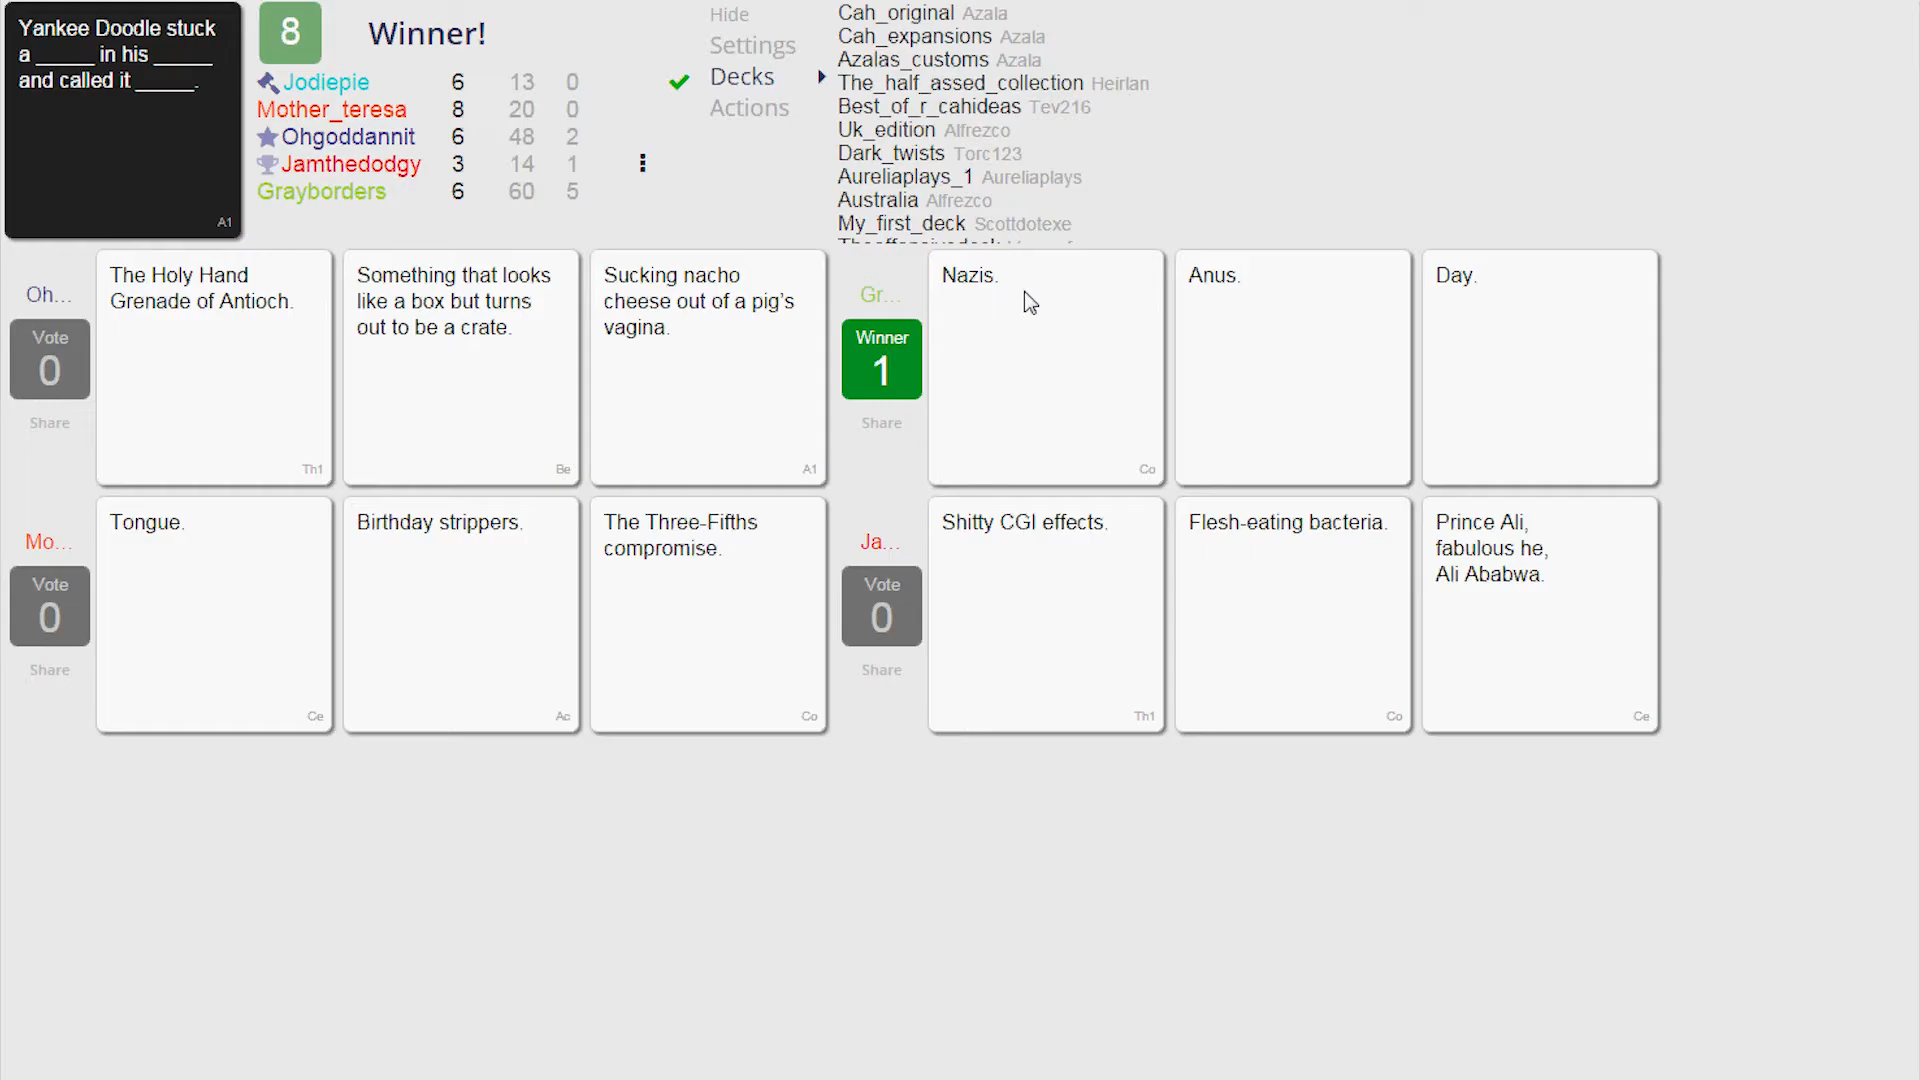 Yankee Doodle stuck
a _____ in his _____
and called it _____.
A1
8
Winner!
Jodiepie 6 13 0
Mother_teresa 8 20 0
Ohgoddannit 6 48 2
Jamthedodgy 3 14 1
Grayborders 6 60 5
Hide
Settings
Decks
Actions
Cah_original Azala
Cah_expansions Azala
Azalas_customs Azala
The_half_assed_collection Heirlan
Best_of_r_cahideas Tev216
Uk_edition Alfrezco
Dark_twists Torc123
Aureliaplays_1 Aureliaplays
Australia Alfrezco
My_first_deck Scottdotexe
Oh...
Vote
0
Share
The Holy Hand
Grenade of Antioch.
Th1
Something that looks
like a box but turns
out to be a crate.
Be
Sucking nacho
cheese out of a pig's
vagina.
A1
Gr...
Winner
1
Share
Nazis.
Co
Anus.
Day.
Mo...
Vote
0
Share
Tongue.
Ce
Birthday strippers.
Ac
The Three-Fifths
compromise.
Co
Ja...
Vote
0
Share
Shitty CGI effects.
Th1
Flesh-eating bacteria.
Co
Prince Ali,
fabulous he,
Ali Ababwa.
Ce